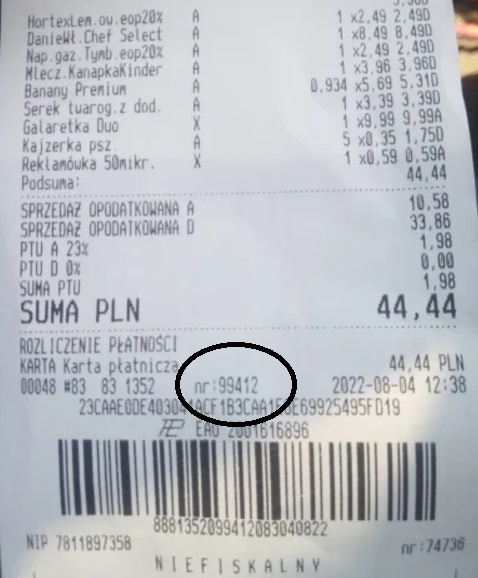 HortexLem.ow.eop20% A 1 x2,49 2,49D
DanieWł.Chef Select A 1 x8,49 8,49D
Nap.gaz.Tymb.eop20% A 1 x2,49 2,49D
Mlecz.KanapkaKinder A 1 x3,96 3,96D
Banany Premium A 0,934 x5,69 5,31D
Serek twarog.z dod. A 1 x3,39 3,39D
Galaretka Duo X 1 x9,99 9,99A
Kajzerka psz. A 5 x0,35 1,75D
Reklamówka 50mikr. X 1 x0,59 0,59A
Podsuma: 44,44
SPRZEDAŻ OPODATKOWANA A 10,58
SPRZEDAŻ OPODATKOWANA D 33,86
PTU A 23% 1,98
PTU D 0% 0,00
SUMA PTU 1,98
SUMA PLN 44,44
ROZLICZENIE PŁATNOŚCI
KARTA Karta płatnicza 44,44 PLN
00048 #83 83 1352 nr:99412 2022-08-04 12:38
EAU 2001616896
8881352099412083040822
NIP 7811897358 nr:74736
NIEFISKALNY